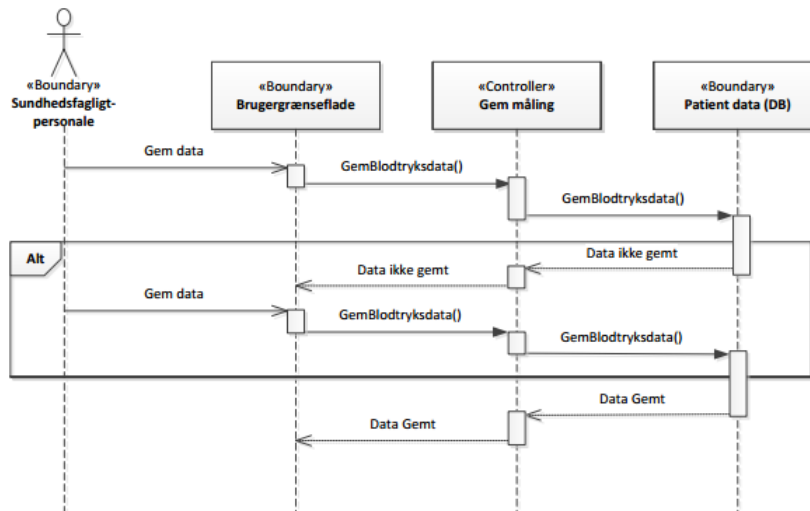 «Boundary»
Sundhedsfagligt-
personale
«Boundary»
Brugergrænseflade
«Controller»
Gem måling
«Boundary»
Patient data (DB)
Gem data
GemBlodtryksdata()
GemBlodtryksdata()
Alt
Data ikke gemt
Data ikke gemt
Gem data
GemBlodtryksdata()
GemBlodtryksdata()
Data Gemt
Data Gemt